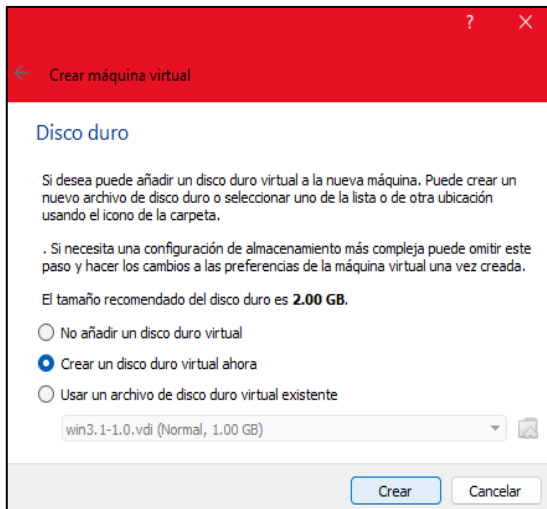 ?
Crear máquina virtual
Disco duro
Si desea puede añadir un disco duro virtual a la nueva máquina. Puede crear un
nuevo archivo de disco duro o seleccionar uno de la lista o de otra ubicación
usando el icono de la carpeta.
. Si necesita una configuración de almacenamiento más compleja puede omitir este
paso y hacer los cambios a las preferencias de la máquina virtual una vez creada.
El tamaño recomendado del disco duro es 2.00 GB.
No añadir un disco duro virtual
Crear un disco duro virtual ahora
Usar un archivo de disco duro virtual existente
win3.1-1.0.vdi (Normal, 1.00 GB)
Crear Cancelar